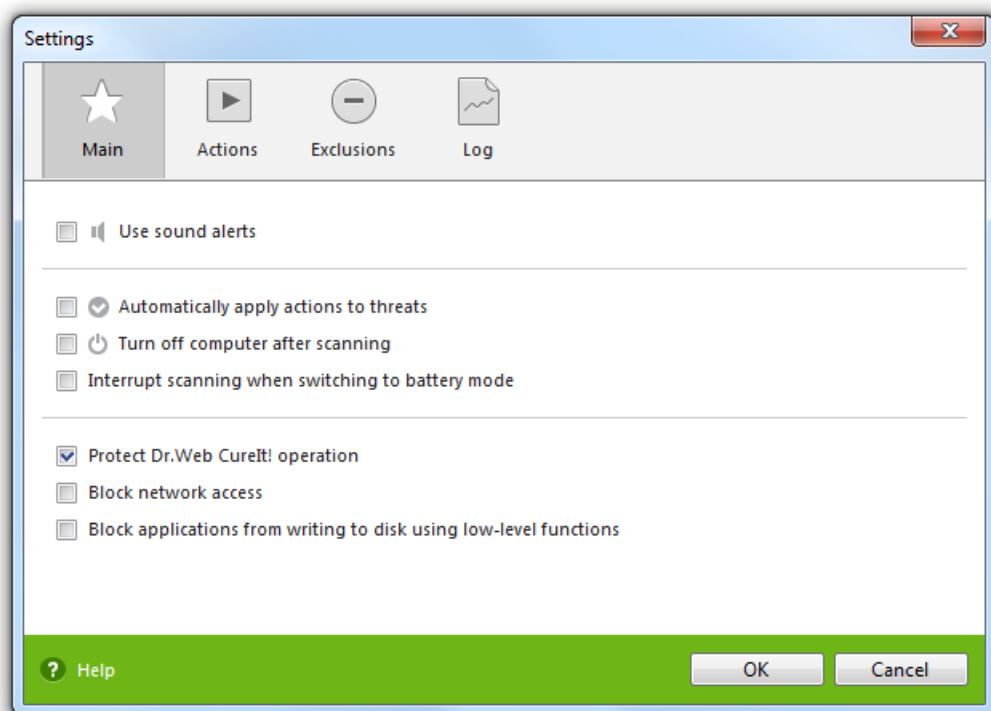 Settings
Main Actions Exclusions Log
Use sound alerts
Automatically apply actions to threats
Turn off computer after scanning
Interrupt scanning when switching to battery mode
Protect Dr.Web CureIt! operation
Block network access
Block applications from writing to disk using low-level functions
? Help OK Cancel